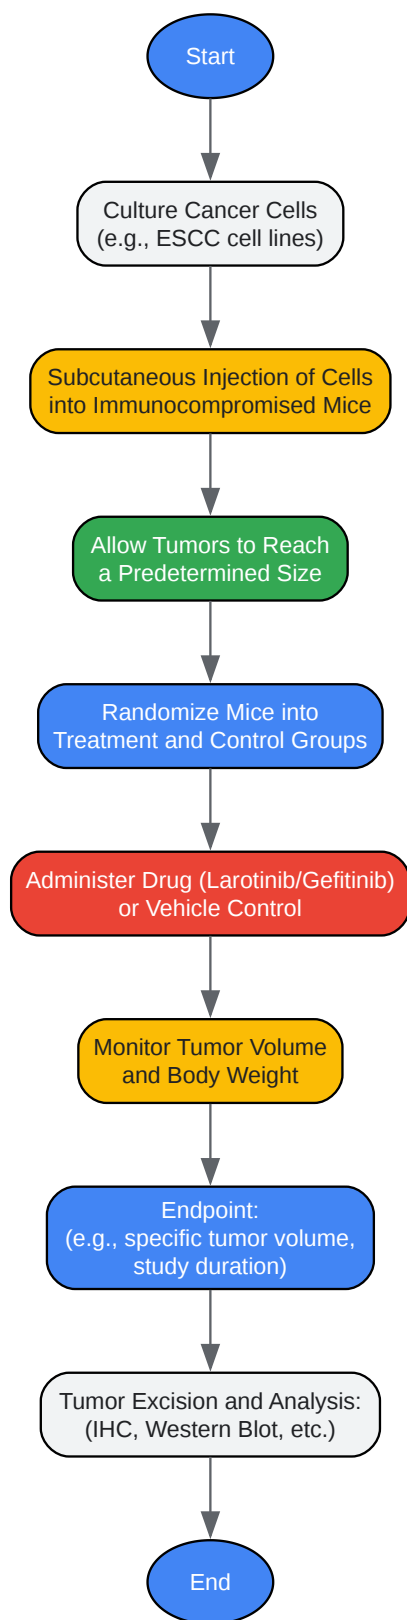 Start
Culture Cancer Cells
(e.g., ESCC cell lines)
Subcutaneous Injection of Cells
into Immunocompromised Mice
Allow Tumors to Reach
a Predetermined Size
Randomize Mice into
Treatment and Control Groups
Administer Drug (Larotinib/Gefitinib)
or Vehicle Control
Monitor Tumor Volume
and Body Weight
Endpoint:
(e.g., specific tumor volume,
study duration)
Tumor Excision and Analysis:
(IHC, Western Blot, etc.)
End